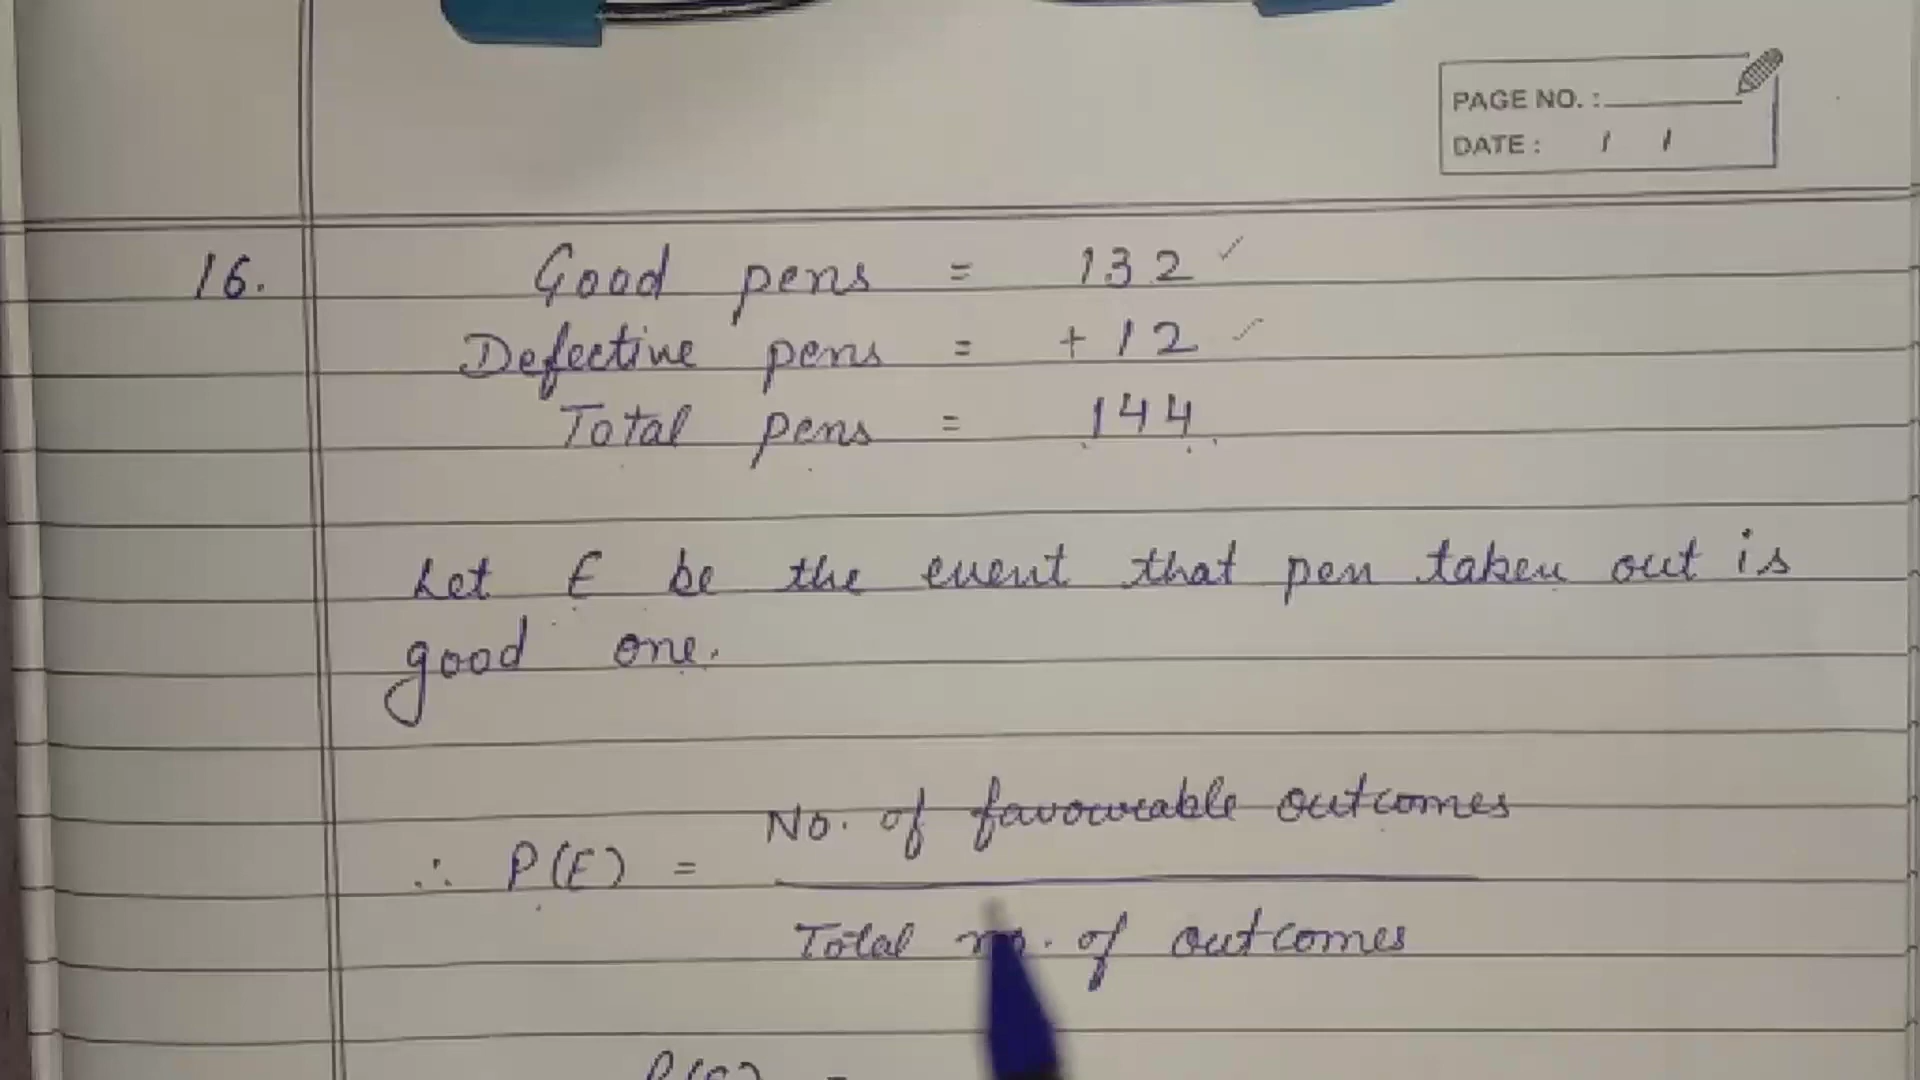 PAGE NO. :
DATE : / /
16. Good pens = 132 ✓
Defective pens = + 12 ✓
Total pens = 144
Let E be the event that pen taken out is
good one.
No. of favourable outcomes
∴ P(E) =
Total no. of outcomes